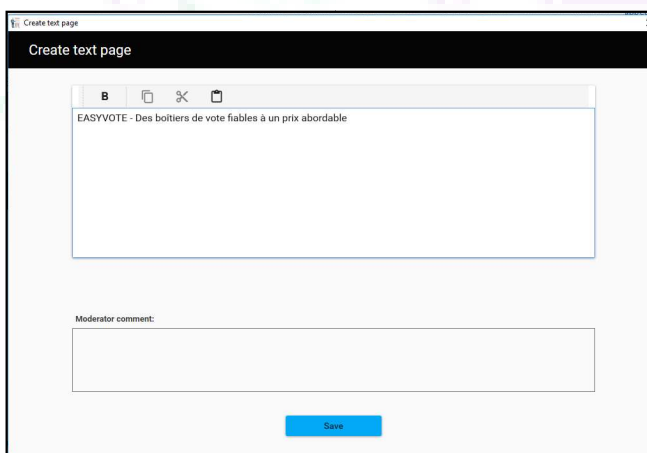 Create text page
Create text page
B
EASYVOTE - Des boîtiers de vote fiables à un prix abordable
Moderator comment:
Save